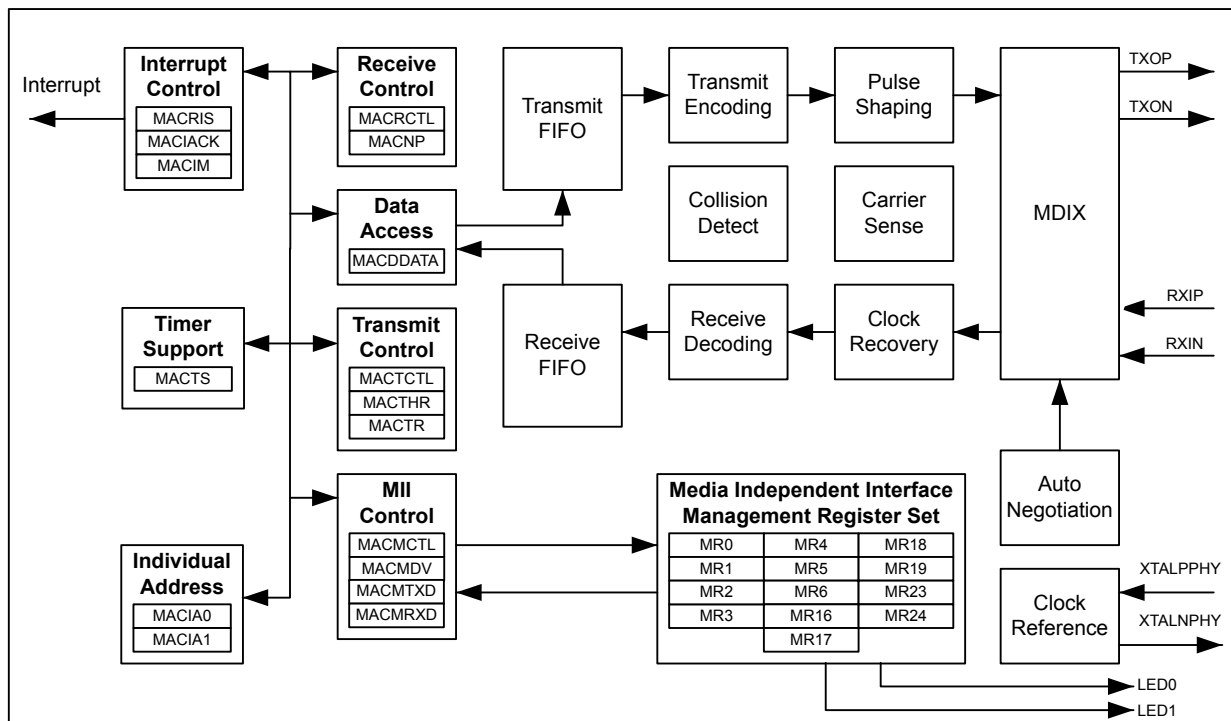 Interrupt
Interrupt
Control
MACRIS
MACIACK
MACIM
Receive
Control
MACRCTL
MACNP
Data
Access
MACDDATA
Timer
Support
MACTS
Transmit
Control
MACTCTL
MACTHR
MACTR
Individual
Address
MACIA0
MACIA1
MII
Control
MACMCTL
MACMDV
MACMTXD
MACMRXD
Transmit
FIFO
Transmit
Encoding
Pulse
Shaping
Collision
Detect
Carrier
Sense
Receive
FIFO
Receive
Decoding
Clock
Recovery
MDIX
TXOP
TXON
RXIP
RXIN
Auto
Negotiation
Media Independent Interface
Management Register Set
MR0 MR4 MR18
MR1 MR5 MR19
MR2 MR6 MR23
MR3 MR16 MR24
MR17
Clock
Reference
XTALPPHY
XTALNPHY
LED0
LED1